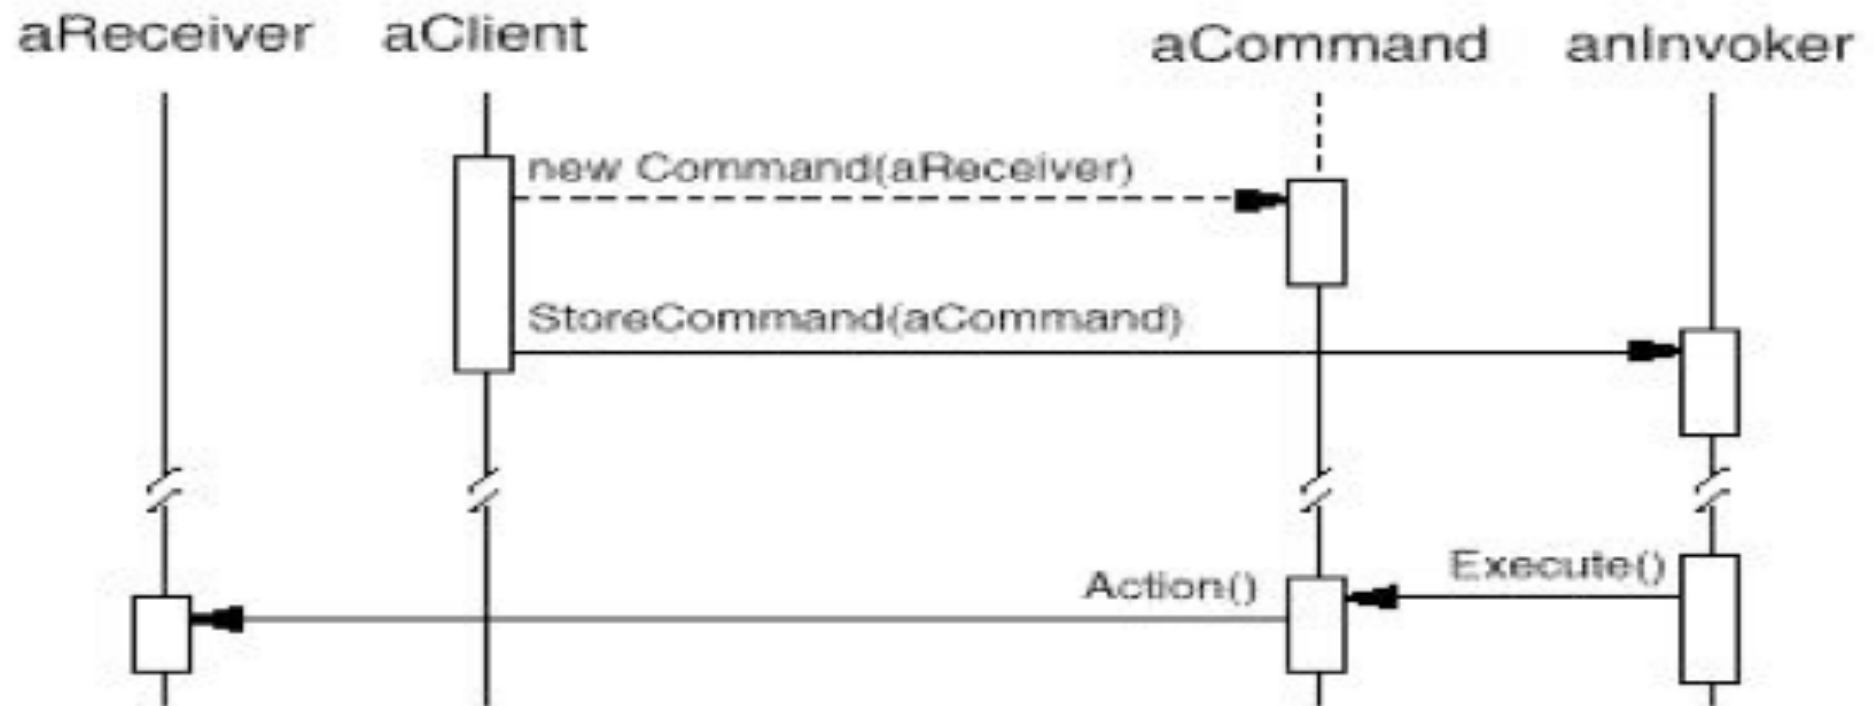 aReceiver aClient aCommand anInvoker
new Command(aReceiver)
StoreCommand(aCommand)
Execute()
Action()